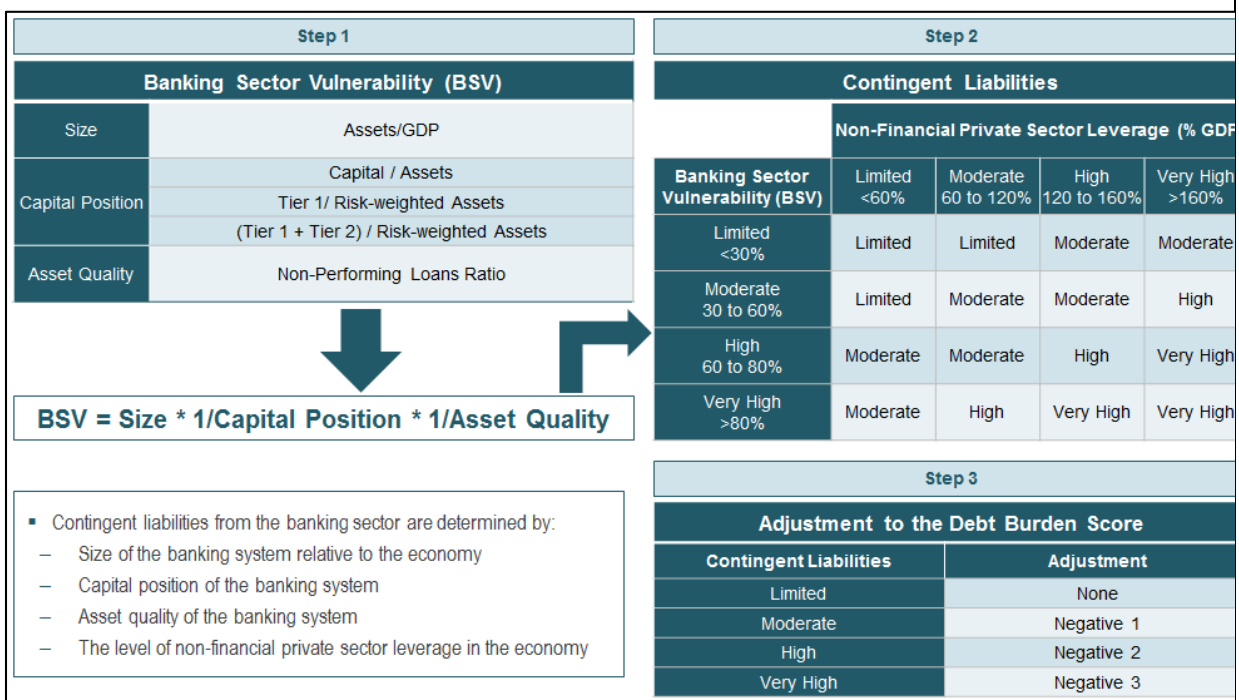 Step 1
Banking Sector Vulnerability (BSV)
Size Assets/GDP
Capital Position
Capital / Assets
Tier 1/ Risk-weighted Assets
(Tier 1 + Tier 2) / Risk-weighted Assets
Asset Quality Non-Performing Loans Ratio
BSV = Size * 1/Capital Position * 1/Asset Quality
▪ Contingent liabilities from the banking sector are determined by:
– Size of the banking system relative to the economy
– Capital position of the banking system
– Asset quality of the banking system
– The level of non-financial private sector leverage in the economy
Step 2
Contingent Liabilities
Non-Financial Private Sector Leverage (% GDP
Banking Sector Limited Moderate High Very High
Vulnerability (BSV) <60% 60 to 120% 120 to 160% >160%
Limited
<30%
Limited Limited Moderate Moderate
Moderate
30 to 60%
Limited Moderate Moderate High
High
60 to 80%
Moderate Moderate High Very High
Very High
>80%
Moderate High Very High Very High
Step 3
Adjustment to the Debt Burden Score
Contingent Liabilities Adjustment
Limited None
Moderate Negative 1
High Negative 2
Very High Negative 3